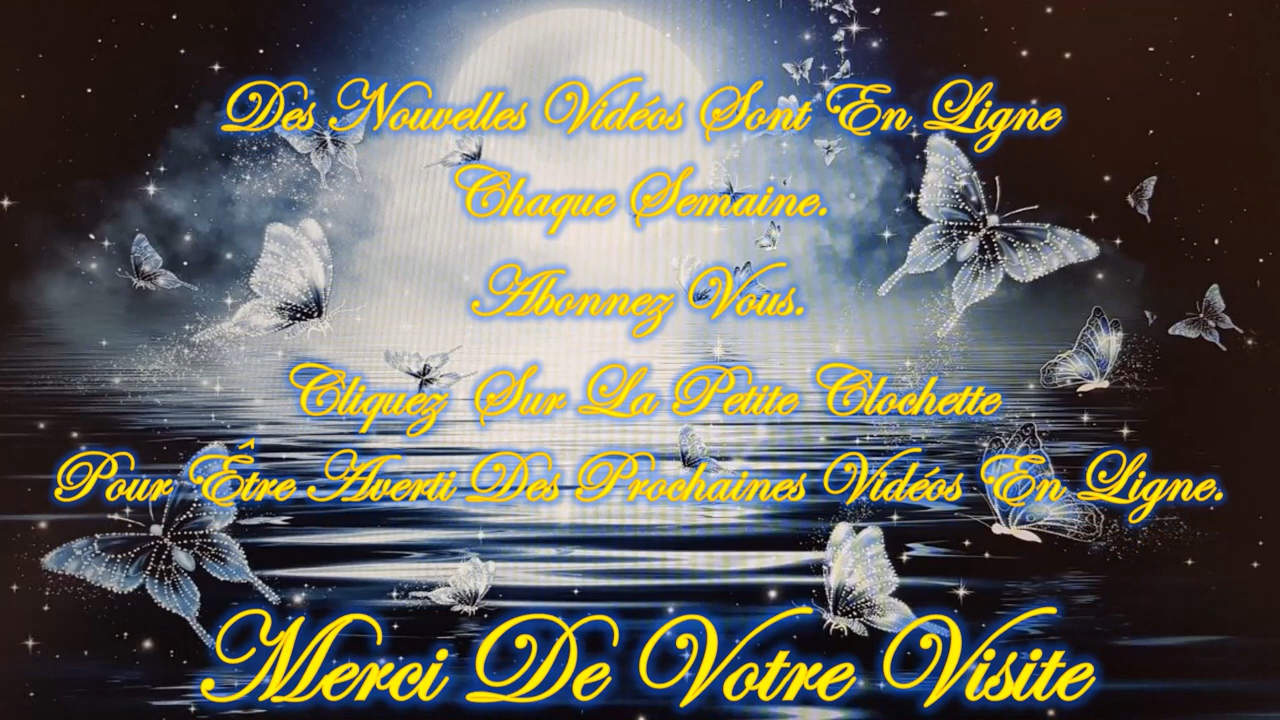 Des Nouvelles Vidéos Sont En Ligne
Chaque Semaine.
Abonnez Vous.
Cliquez Sur La Petite Clochette
Pour Être Averti Des Prochaines Vidéos En Ligne.
Merci De Votre Visite